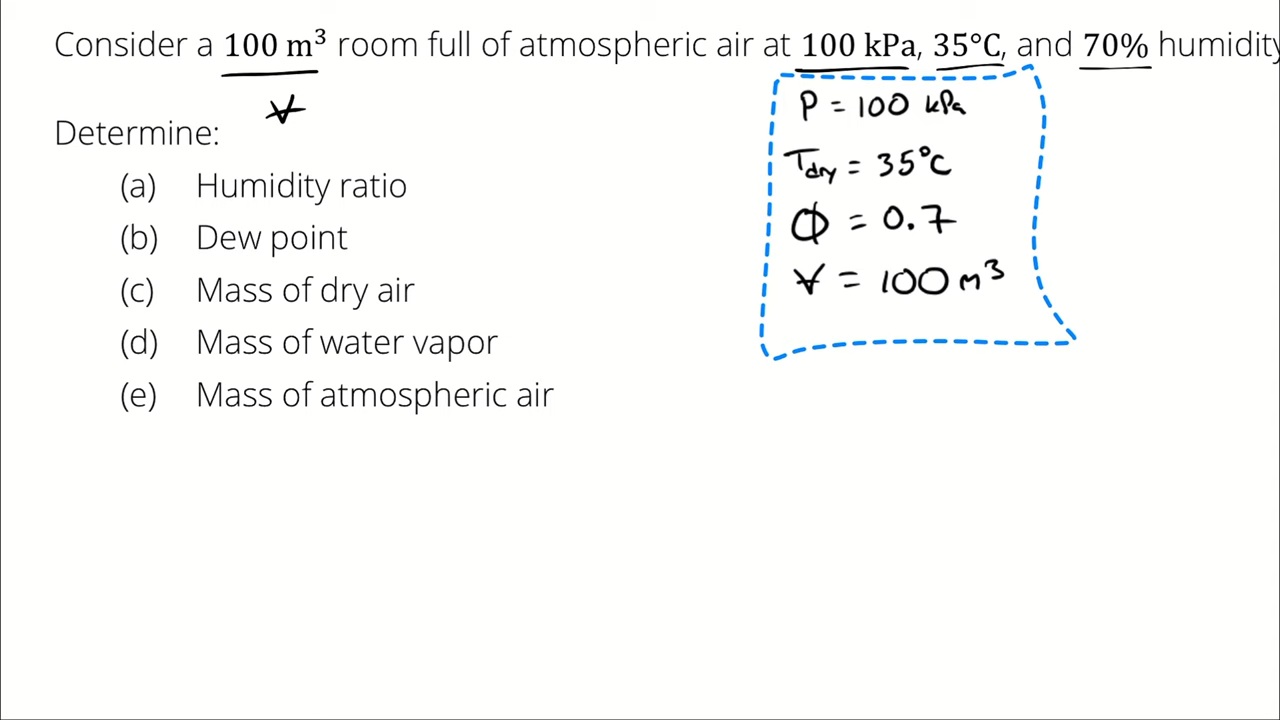 Consider a 100 m³ room full of atmospheric air at 100 kPa, 35°C, and 70% humidity
V
Determine:
(a) Humidity ratio
(b) Dew point
(c) Mass of dry air
(d) Mass of water vapor
(e) Mass of atmospheric air
P = 100 kPa
Tdry = 35°C
Φ = 0.7
V = 100 m³